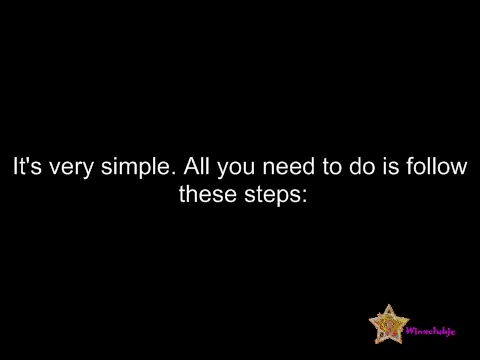 It's very simple. All you need to do is follow
these steps:
Winxclubje